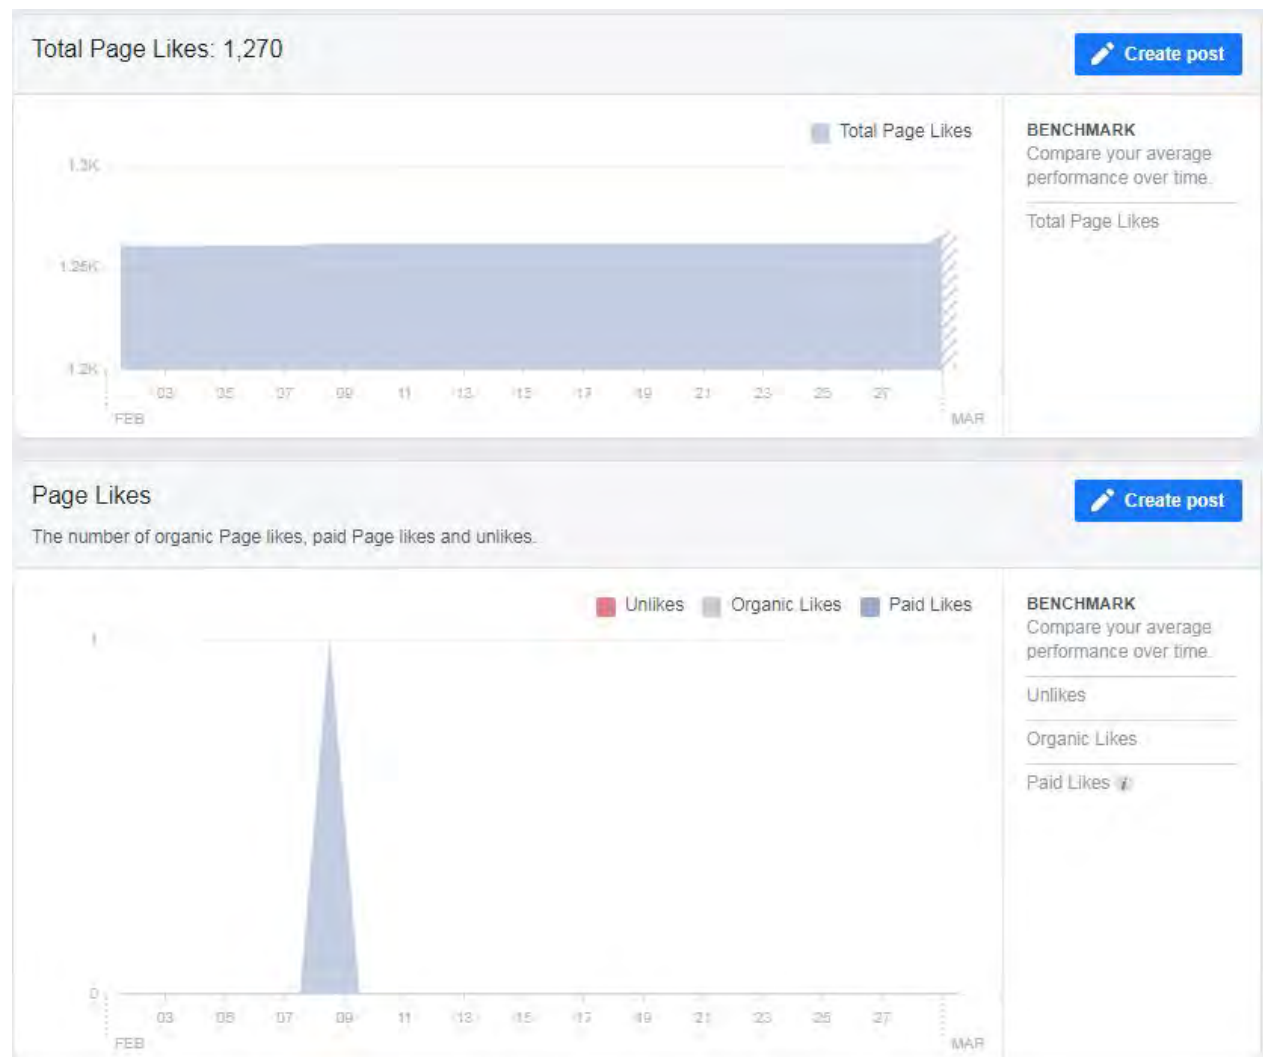 Total Page Likes: 1,270
Create post
Total Page Likes
1.3K
1.25K
1.2K
03 05 07 09 11 13 15 17 19 21 23 25 27
FEB MAR
BENCHMARK
Compare your average
performance over time.
Total Page Likes
Page Likes
The number of organic Page likes, paid Page likes and unlikes.
Create post
Unlikes Organic Likes Paid Likes
1
0
03 05 07 09 11 13 15 17 19 21 23 25 27
FEB MAR
BENCHMARK
Compare your average
performance over time.
Unlikes
Organic Likes
Paid Likes i